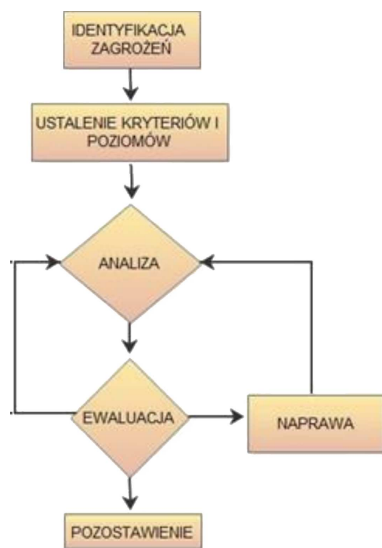 IDENTYFIKACJA
ZAGROŻEŃ
USTALENIE KRYTERIÓW I
POZIOMÓW
ANALIZA
EWALUACJA
NAPRAWA
POZOSTAWIENIE